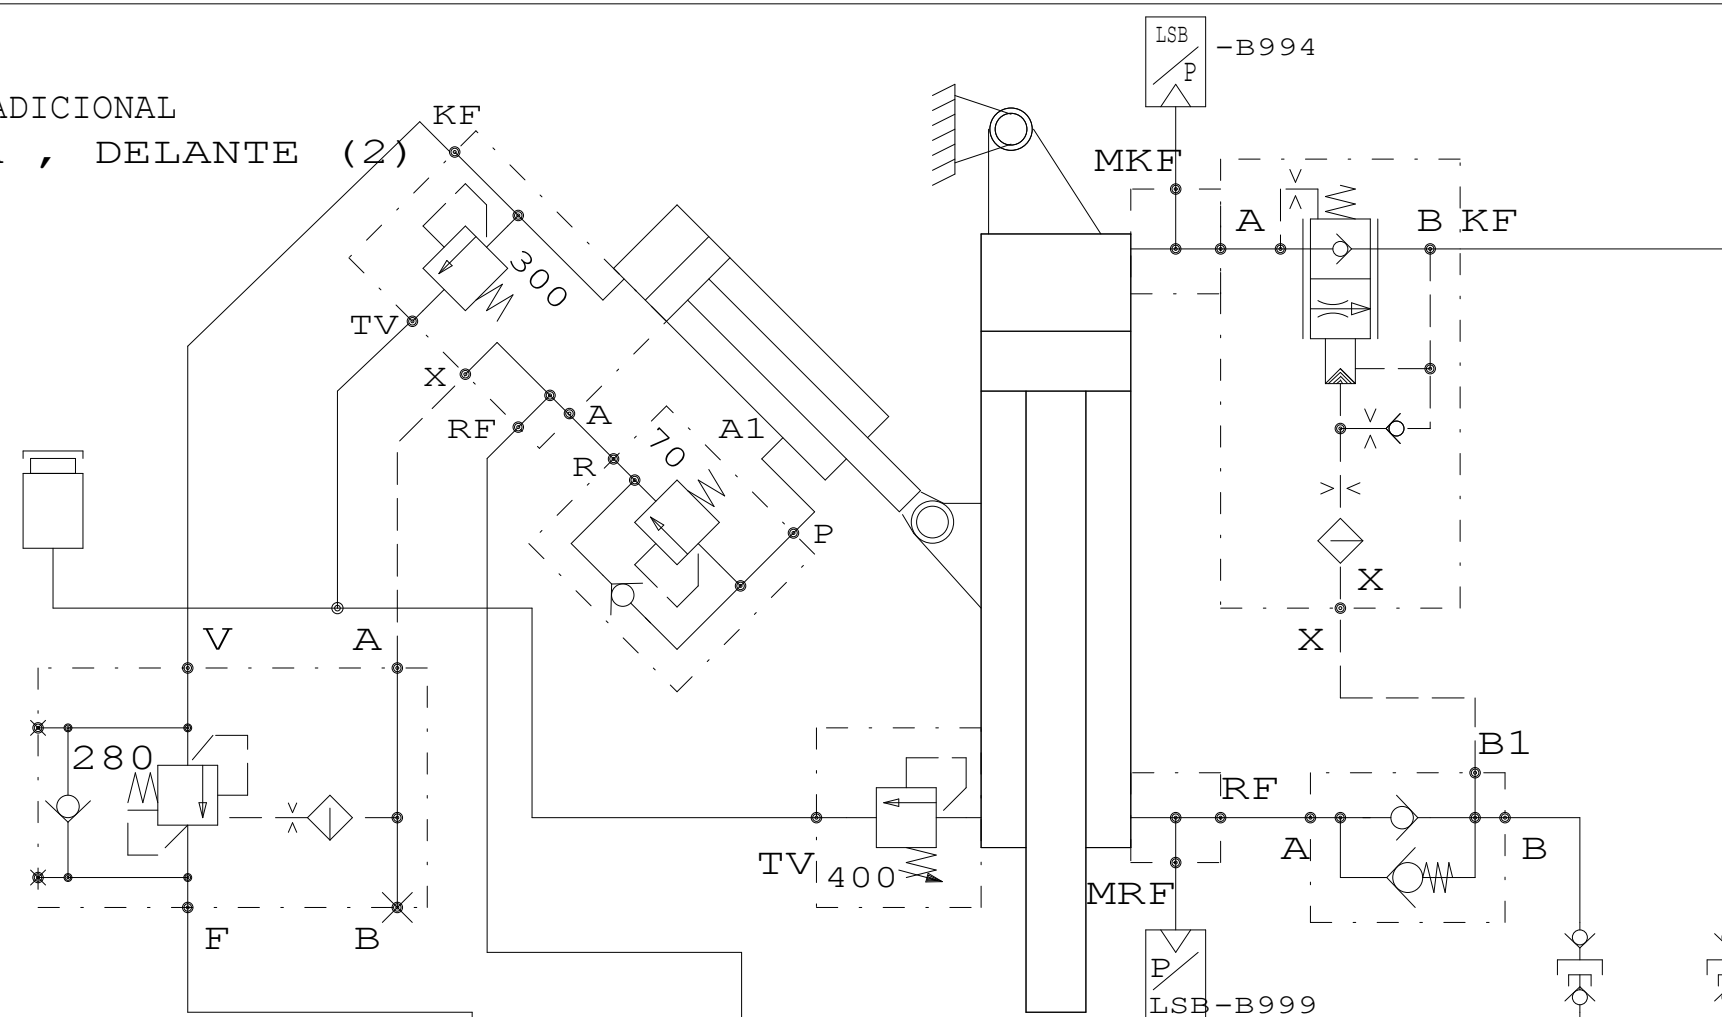 LSB
-B994
P
ADICIONAL
KF
, DELANTE (2)
MKF
A
B
KF
300
TV
X
A
RF
70
A1
R
P
X
V
A
X
B1
280
RF
TV
400
A
B
MRF
F
B
P
LSB
-B999